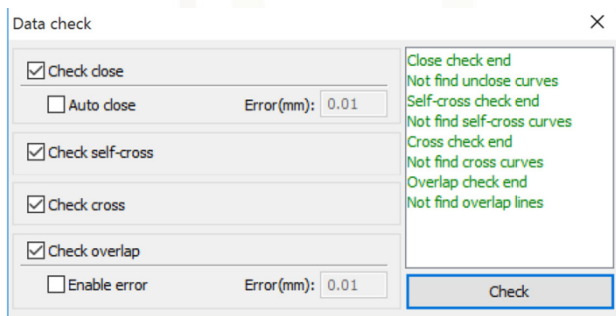 Data check
Check close
Auto close Error(mm): 0.01
Check self-cross
Check cross
Check overlap
Enable error Error(mm): 0.01
Close check end
Not find unclose curves
Self-cross check end
Not find self-cross curves
Cross check end
Not find cross curves
Overlap check end
Not find overlap lines
Check